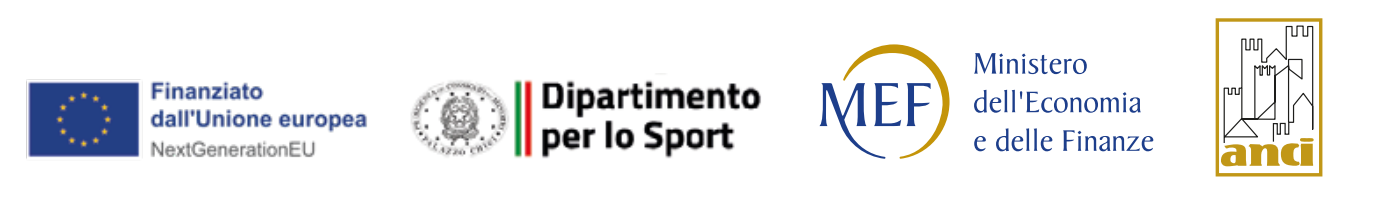 Finanziato
dall'Unione europea
NextGenerationEU
Dipartimento
per lo Sport
MEF
Ministero
dell'Economia
e delle Finanze
anci